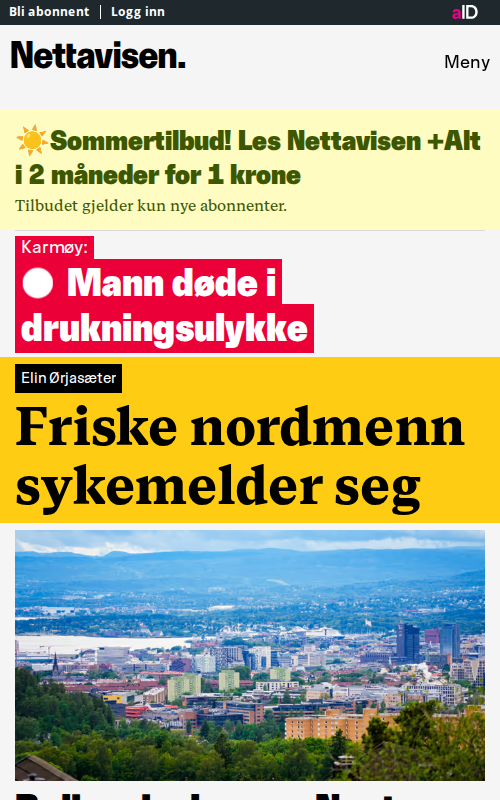 Bli abonnent
Logg inn
aID
Nettavisen.
Meny
Sommertilbud! Les Nettavisen +Alt
i 2 måneder for 1 krone
Tilbudet gjelder kun nye abonnenter.
Karmøy:
Mann døde i
drukningsulykke
Elin Ørjasæter
Friske nordmenn
sykemelder seg